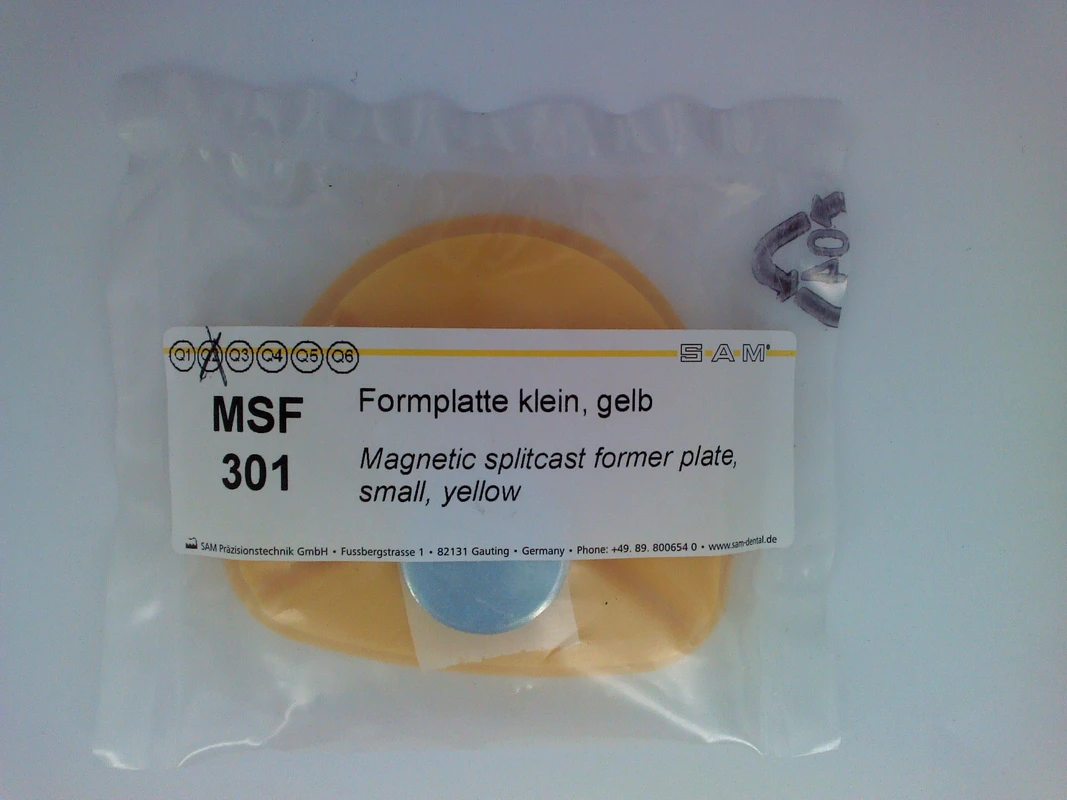 Q1 Q2 Q3 Q4 Q5 Q6
SAM®
MSF
301
Formplatte klein, gelb
Magnetic splitcast former plate,
small, yellow
SAM Präzisionstechnik GmbH • Fussbergstrasse 1 • 82131 Gauting • Germany • Phone: +49. 89. 800654 0 • www.sam-dental.de
04